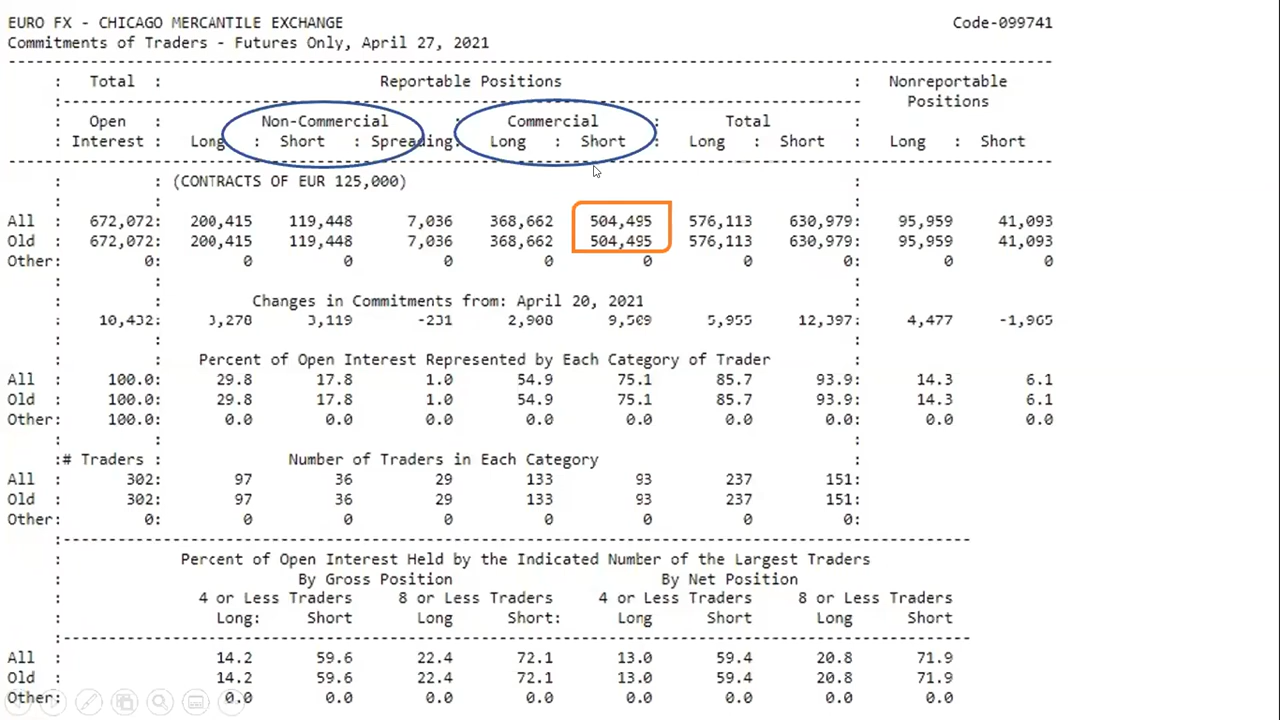 EURO FX - CHICAGO MERCANTILE EXCHANGE Code-099741
Commitments of Traders - Futures Only, April 27, 2021
: Total : Reportable Positions : Nonreportable
Positions
: Open : Non-Commercial : Commercial : Total :
: Interest : Long : Short : Spreading: Long : Short : Long : Short : Long : Short
: : (CONTRACTS OF EUR 125,000) :
All : 672,072: 200,415 119,448 7,036 368,662 504,495 576,113 630,979: 95,959 41,093
Old : 672,072: 200,415 119,448 7,036 368,662 504,495 576,113 630,979: 95,959 41,093
Other: 0: 0 0 0 0 0 0 0: 0 0
: : Changes in Commitments from: April 20, 2021 :
: 10,432: 3,278 3,119 -231 2,908 9,509 5,955 12,397: 4,477 -1,965
: : Percent of Open Interest Represented by Each Category of Trader :
All : 100.0: 29.8 17.8 1.0 54.9 75.1 85.7 93.9: 14.3 6.1
Old : 100.0: 29.8 17.8 1.0 54.9 75.1 85.7 93.9: 14.3 6.1
Other: 100.0: 0.0 0.0 0.0 0.0 0.0 0.0 0.0: 0.0 0.0
:# Traders : Number of Traders in Each Category :
All : 302: 97 36 29 133 93 237 151:
Old : 302: 97 36 29 133 93 237 151:
Other: 0: 0 0 0 0 0 0 0:
: Percent of Open Interest Held by the Indicated Number of the Largest Traders
: By Gross Position By Net Position
: 4 or Less Traders 8 or Less Traders 4 or Less Traders 8 or Less Traders
: Long: Short Long Short: Long Short Long Short
All : 14.2 59.6 22.4 72.1 13.0 59.4 20.8 71.9
Old : 14.2 59.6 22.4 72.1 13.0 59.4 20.8 71.9
Other: 0.0 0.0 0.0 0.0 0.0 0.0 0.0 0.0